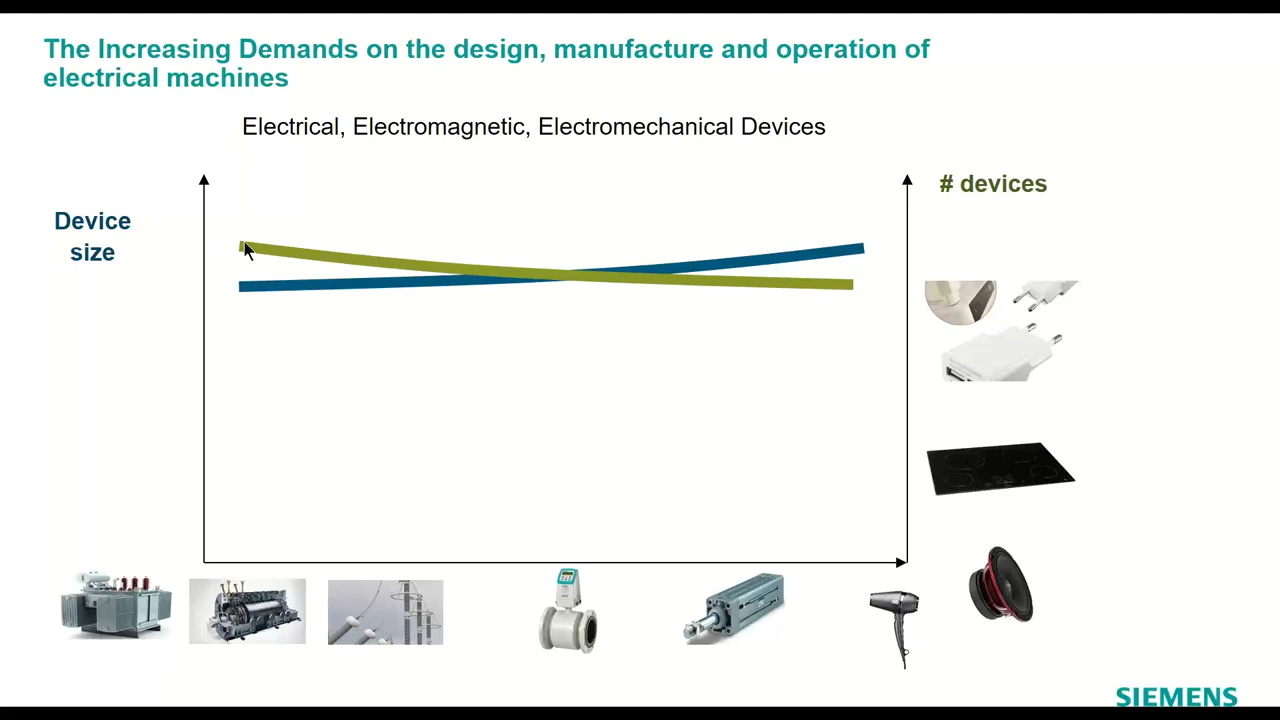 The Increasing Demands on the design, manufacture and operation of
electrical machines
Electrical, Electromagnetic, Electromechanical Devices
# devices
Device
size
SIEMENS